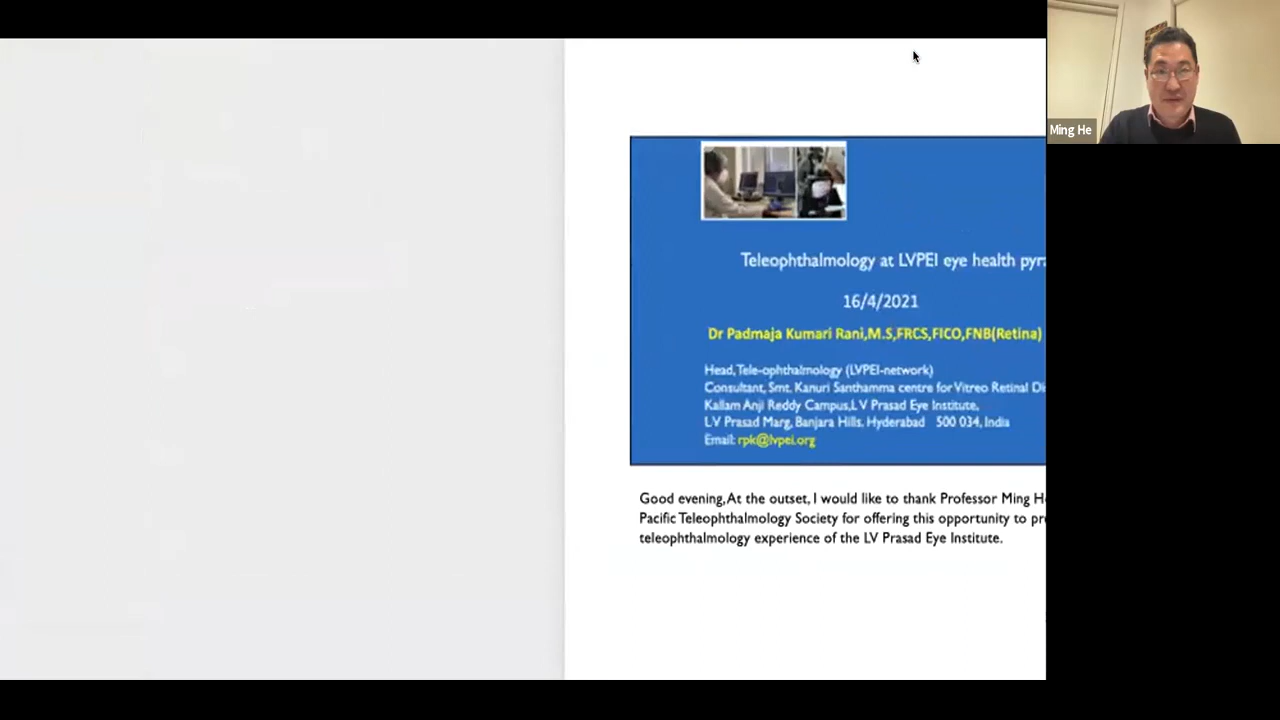 Ming He
Teleophthalmology at LVPEI eye health
16/4/2021
Dr Padmaja Kumari Rani,M.S,FRCS,FICO,FNB(Retina)
Head,Tele-ophthalmology (LVPEI-network)
Consultant, Smt. Kanuri Santhamma centre for Vitreo Retinal
Kallam Anji Reddy Campus,L V Prasad Eye Institute,
L.V Prasad Marg, Banjara Hills. Hyderabad 500 034, India
Email: rpk@lvpei.org
Good evening,At the outset, I would like to thank Professor Ming
Pacific Teleophthalmology Society for offering this opportunity to
teleophthalmology experience of the LV Prasad Eye Institute.